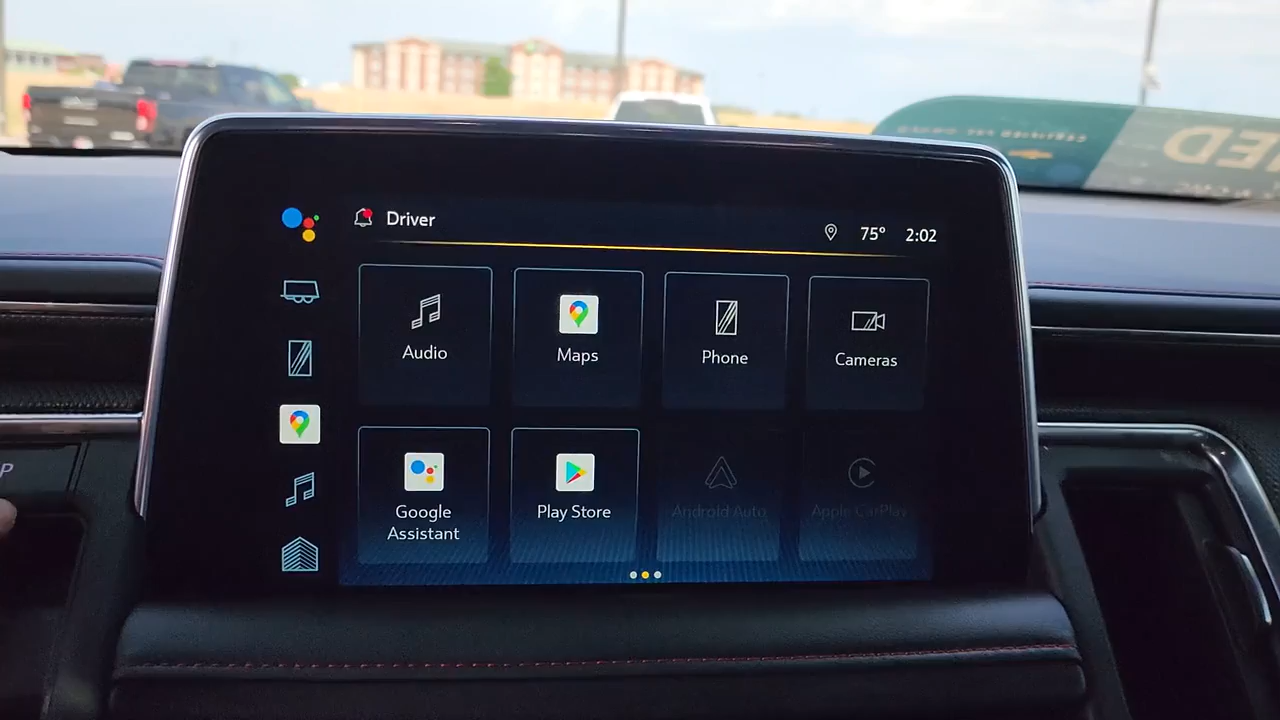 Driver
75° 2:02
Audio
Maps
Phone
Cameras
Google
Assistant
Play Store
Android Auto
Apple CarPlay
P